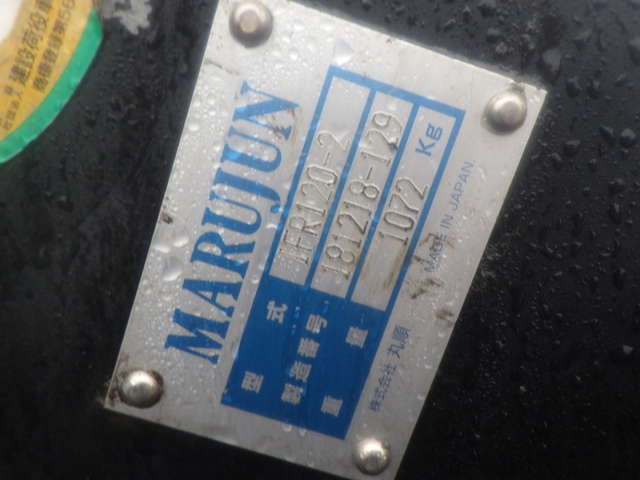 MARUJUN
型式 TFR120-2
製造番号 181218-129
重量 1072 Kg
株式会社 丸順 MADE IN JAPAN